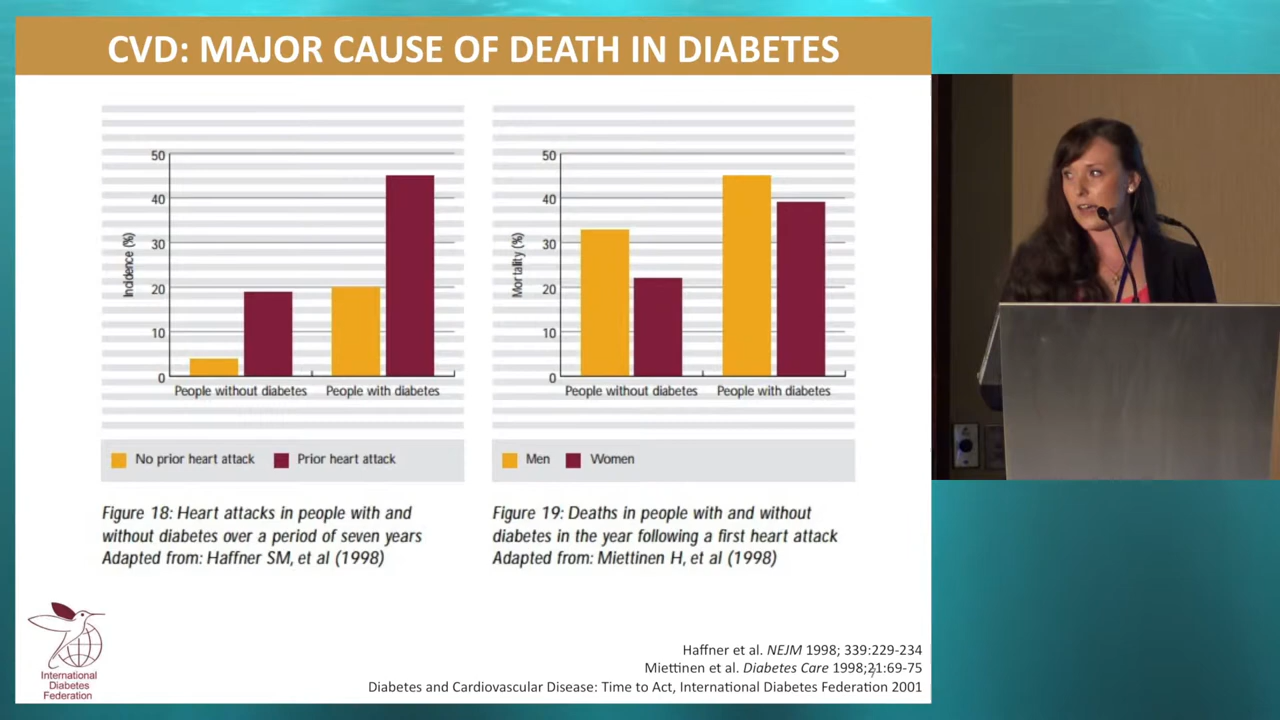 CVD: MAJOR CAUSE OF DEATH IN DIABETES
50
40
30
20
10
0
Incidence (%)
People without diabetes
People with diabetes
No prior heart attack
Prior heart attack
Figure 18: Heart attacks in people with and
without diabetes over a period of seven years
Adapted from: Haffner SM, et al (1998)
50
40
30
20
10
0
Mortality (%)
People without diabetes
People with diabetes
Men
Women
Figure 19: Deaths in people with and without
diabetes in the year following a first heart attack
Adapted from: Miettinen H, et al (1998)
International
Diabetes
Federation
Haffner et al. NEJM 1998; 339:229-234
Miettinen et al. Diabetes Care 1998;21:69-75
Diabetes and Cardiovascular Disease: Time to Act, International Diabetes Federation 2001